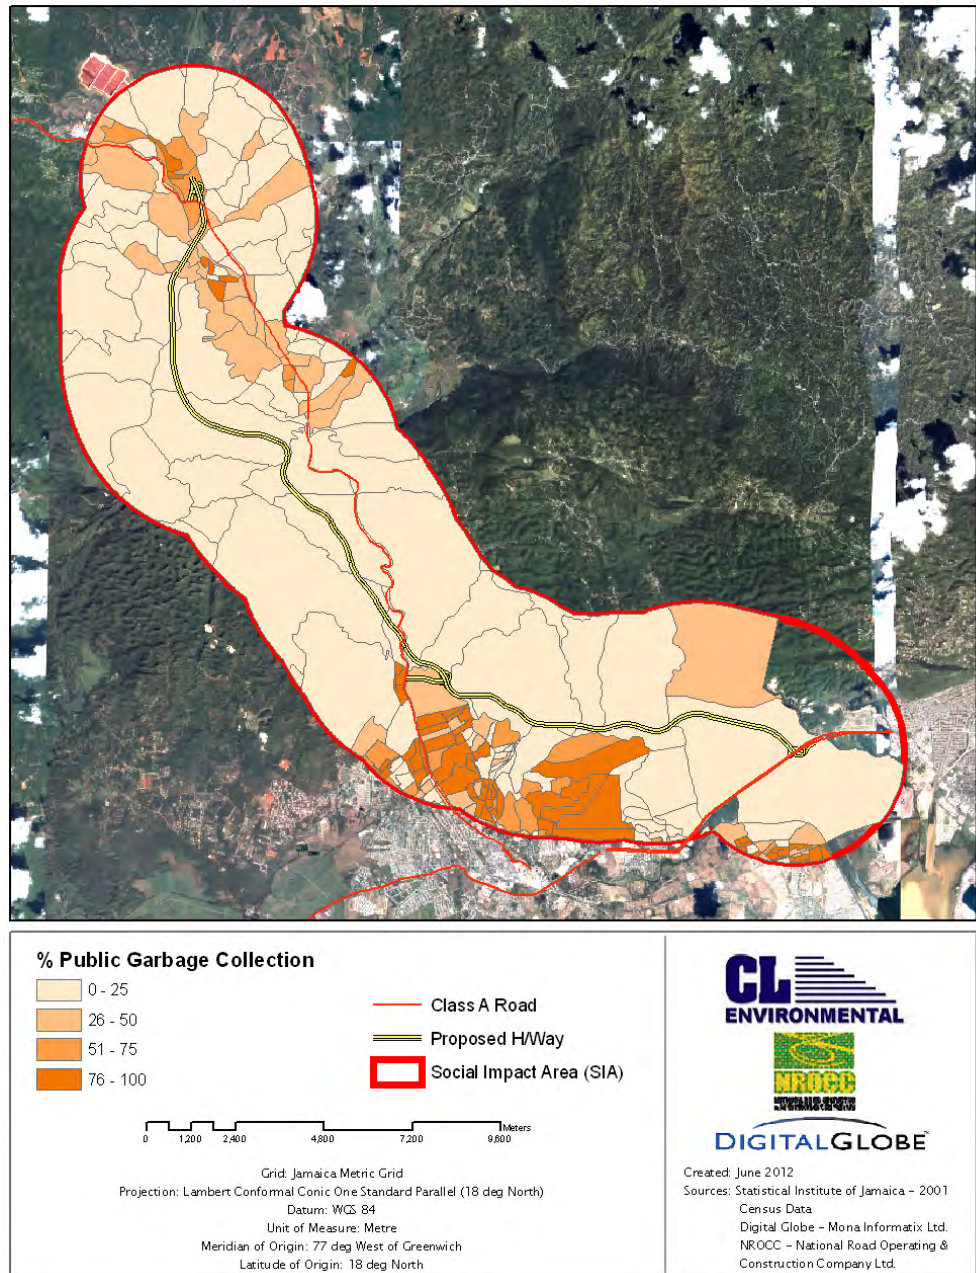 % Public Garbage Collection
0 - 25
26 - 50
51 - 75
76 - 100
Class A Road
Proposed H/Way
Social Impact Area (SIA)
0 1,200 2,400 4,800 7,200 9,600 Meters
Grid: Jamaica Metric Grid
Projection: Lambert Conformal Conic One Standard Parallel (18 deg North)
Datum: WGS 84
Unit of Measure: Metre
Meridian of Origin: 77 deg West of Greenwich
Latitude of Origin: 18 deg North
CL
ENVIRONMENTAL
NROCC
DIGITALGLOBE™
Created: June 2012
Sources: Statistical Institute of Jamaica - 2001
Census Data
Digital Globe - Mona Informatix Ltd.
NROCC - National Road Operating &
Construction Company Ltd.